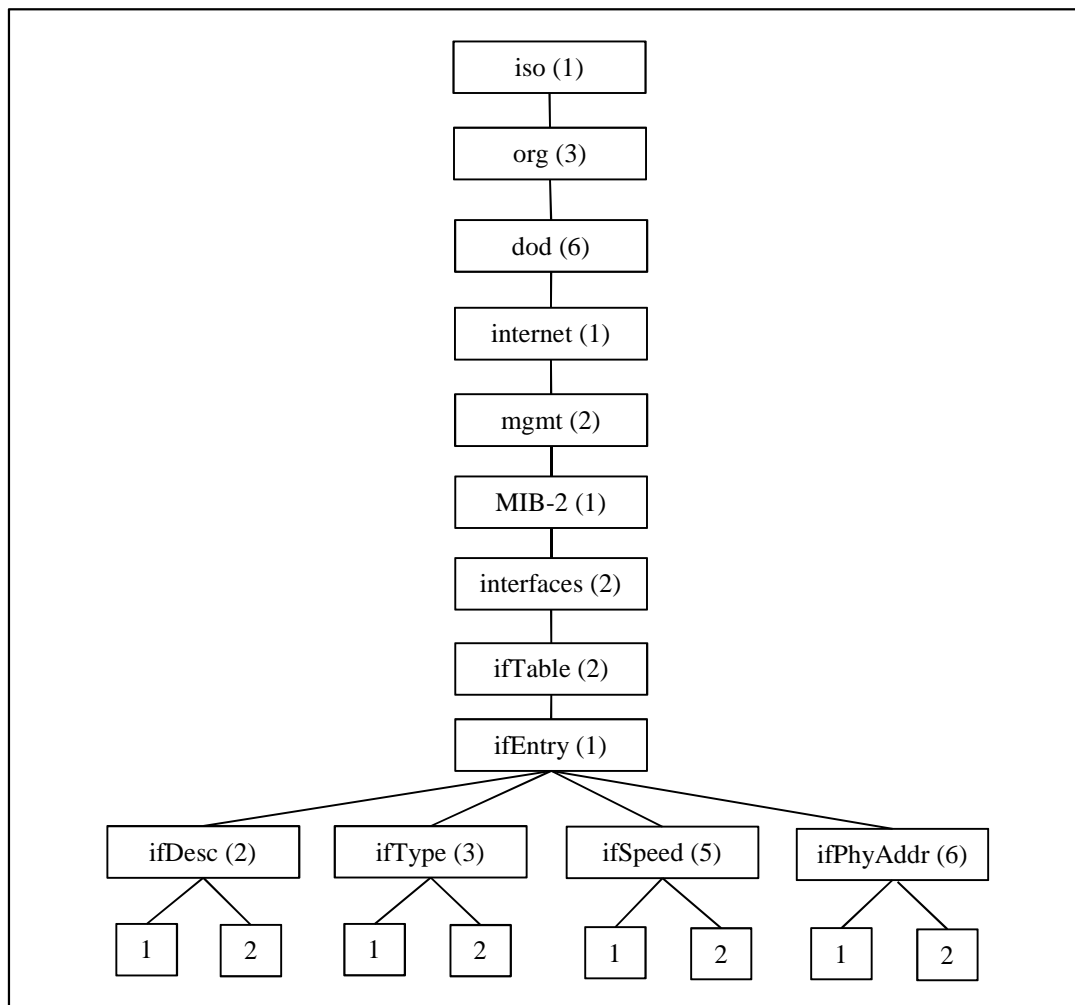 iso (1)
org (3)
dod (6)
internet (1)
mgmt (2)
MIB-2 (1)
interfaces (2)
ifTable (2)
ifEntry (1)
ifDesc (2) ifType (3) ifSpeed (5) ifPhyAddr (6)
1 2 1 2 1 2 1 2